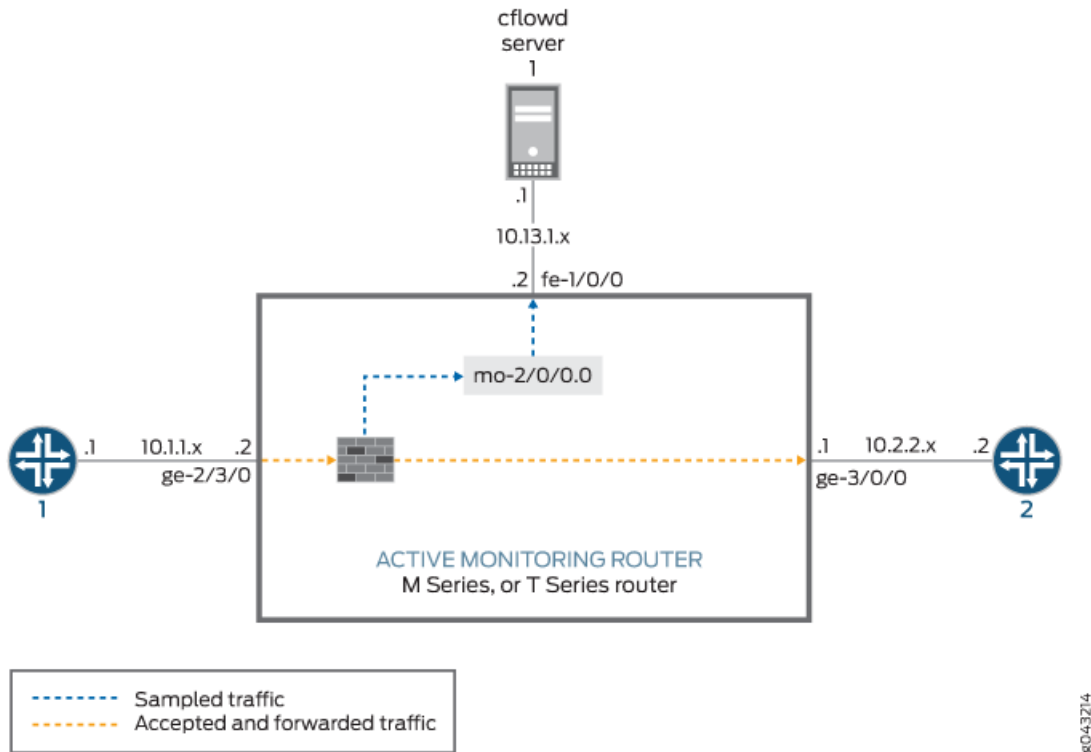 cflowd
server
1
.1
10.13.1.x
.2 fe-1/0/0
mo-2/0/0.0
.1 10.1.1.x .2
ge-2/3/0
1
.1 10.2.2.x .2
ge-3/0/0
2
ACTIVE MONITORING ROUTER
M Series, or T Series router
Sampled traffic
Accepted and forwarded traffic
g043214